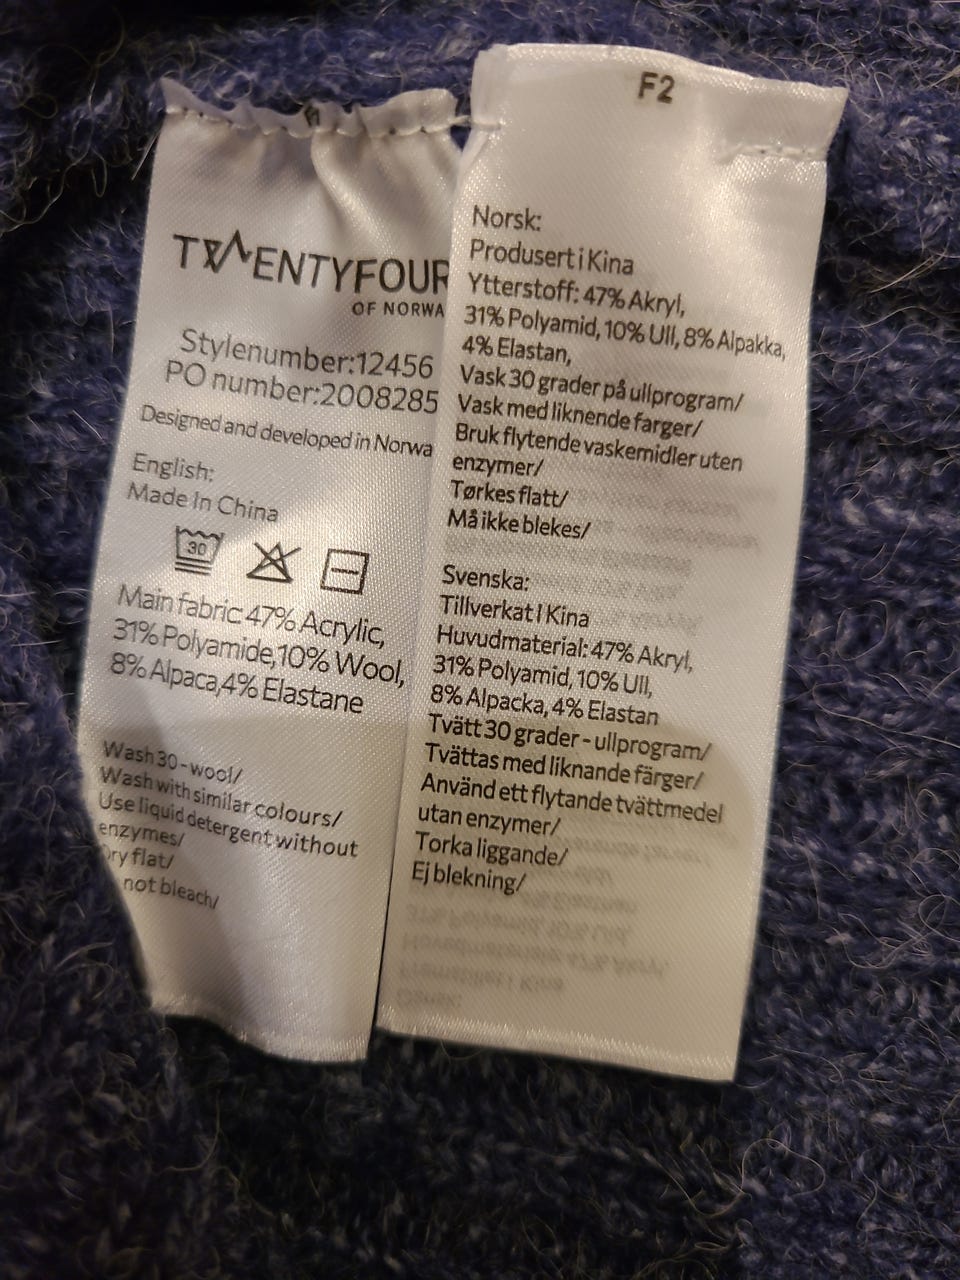 TWENTYFOUR
OF NORWA
Stylenumber:12456
PO number:2008285
Designed and developed in Norwa
English:
Made In China
30
Main fabric 47% Acrylic,
31% Polyamide, 10% Wool,
8% Alpaca, 4% Elastane
Wash 30 - wool/
Wash with similar colours/
Use liquid detergent without
enzymes/
Dry flat/
not bleach/
F2
Norsk:
Produsert i Kina
Ytterstoff: 47% Akryl,
31% Polyamid, 10% Ull, 8% Alpakka,
4% Elastan,
Vask 30 grader på ullprogram/
Vask med liknende farger/
Bruk flytende vaskemidler uten
enzymer/
Tørkes flatt/
Må ikke blekes/
Svenska:
Tillverkat I Kina
Huvudmaterial: 47% Akryl,
31% Polyamid, 10% Ull,
8% Alpacka, 4% Elastan
Tvätt 30 grader - ullprogram/
Tvättas med liknande färger/
Använd ett flytande tvättmedel
utan enzymer/
Torka liggande/
Ej blekning/